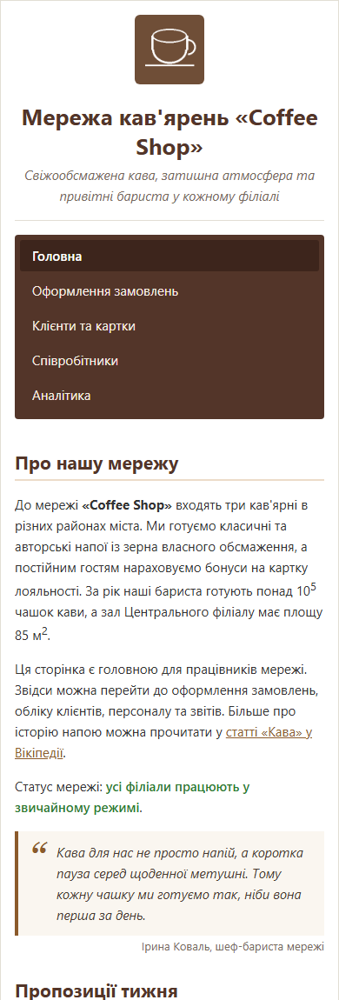 Мережа кав'ярень «Coffee
Shop»
Свіжообсмажена кава, затишна атмосфера та
привітні бариста у кожному філіалі
Головна
Оформлення замовлень
Клієнти та картки
Співробітники
Аналітика
Про нашу мережу
До мережі «Coffee Shop» входять три кав'ярні в
різних районах міста. Ми готуємо класичні та
авторські напої із зерна власного обсмаження, а
постійним гостям нараховуємо бонуси на картку
лояльності. За рік наші бариста готують понад 10⁵
чашок кави, а зал Центрального філіалу має площу
85 м².
Ця сторінка є головною для працівників мережі.
Звідси можна перейти до оформлення замовлень,
обліку клієнтів, персоналу та звітів. Більше про
історію напою можна прочитати у статті «Кава» у
Вікіпедії.
Статус мережі: усі філіали працюють у
звичайному режимі.
“ Кава для нас не просто напій, а коротка
пауза серед щоденної метушні. Тому
кожну чашку ми готуємо так, ніби вона
перша за день.
Ірина Коваль, шеф-бариста мережі
Пропозиції тижня